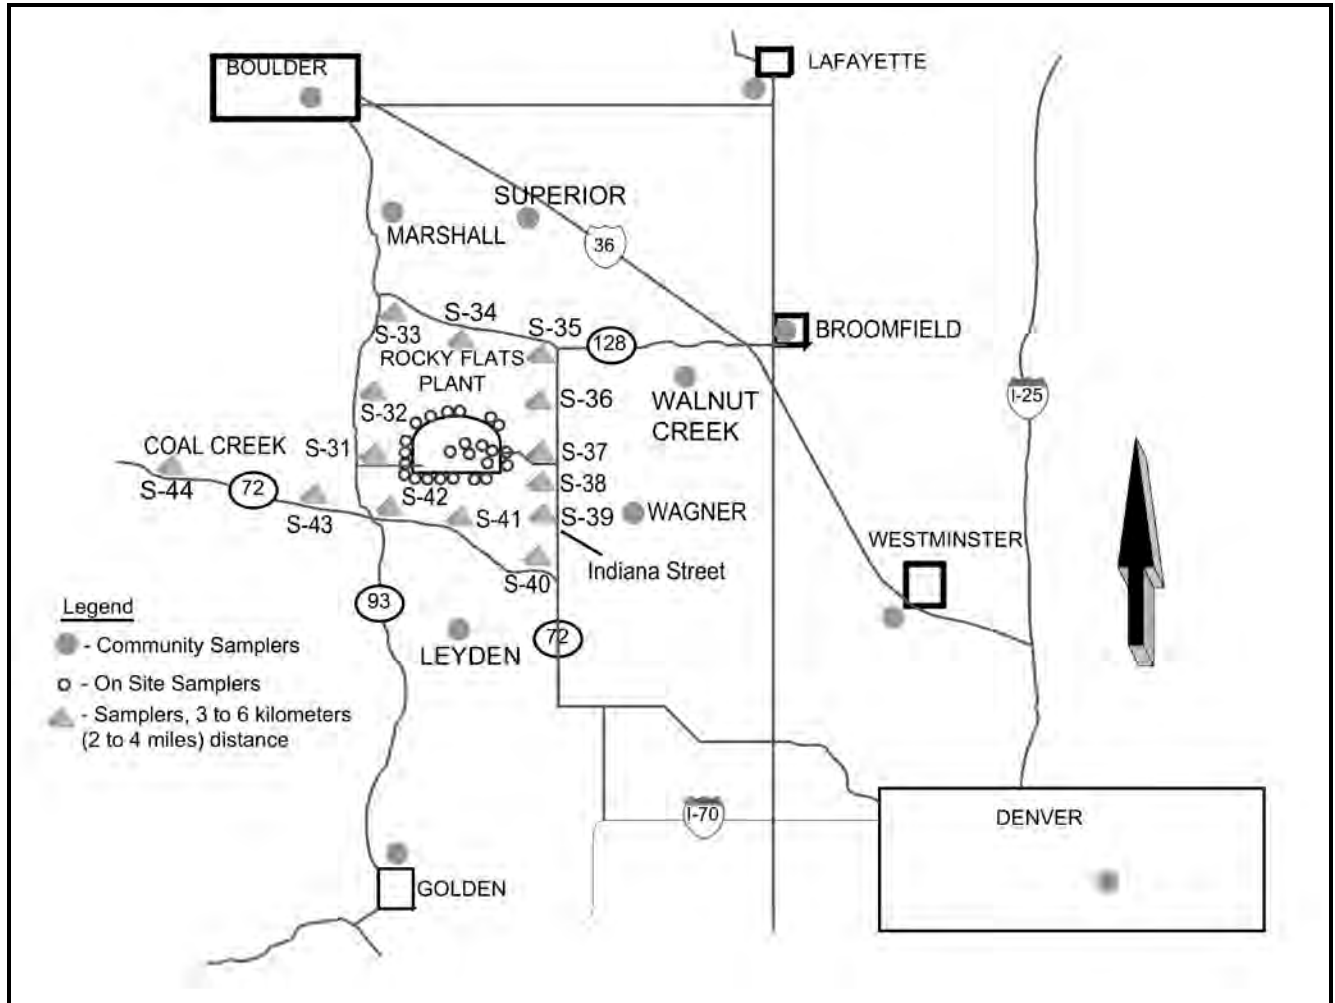 BOULDER
LAFAYETTE
SUPERIOR
MARSHALL
36
S-34
S-33
S-35
128
BROOMFIELD
ROCKY FLATS
PLANT
I-25
S-32
S-36
WALNUT
CREEK
COAL CREEK
S-31
S-37
S-44
72
S-42
S-38
S-43
S-41
S-39
WAGNER
WESTMINSTER
S-40
Indiana Street
93
Legend
- Community Samplers
72
LEYDEN
- On Site Samplers
- Samplers, 3 to 6 kilometers
(2 to 4 miles) distance
I-70
DENVER
GOLDEN